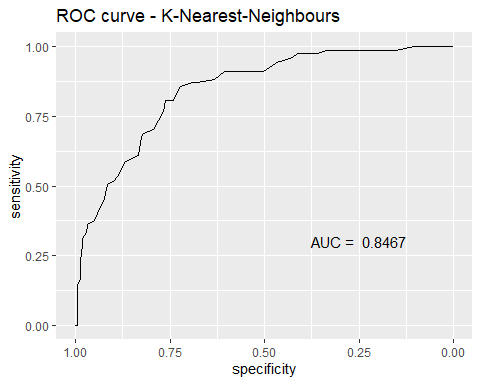 ROC curve - K-Nearest-Neighbours
1.00
0.75
0.50
0.25
0.00
sensitivity
AUC =  0.8467
1.00 0.75 0.50 0.25 0.00
specificity